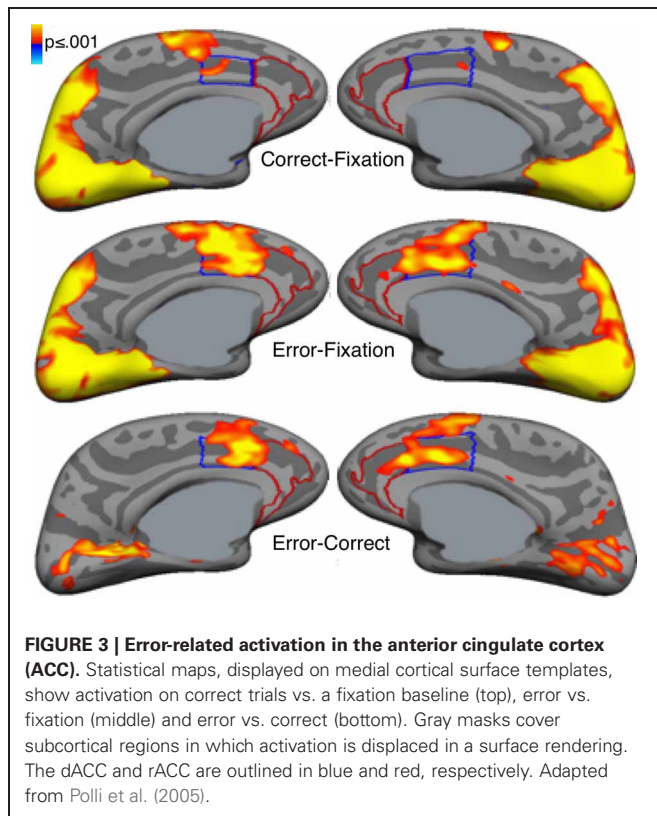 p≤.001
Correct-Fixation
Error-Fixation
Error-Correct
FIGURE 3 | Error-related activation in the anterior cingulate cortex
(ACC). Statistical maps, displayed on medial cortical surface templates,
show activation on correct trials vs. a fixation baseline (top), error vs.
fixation (middle) and error vs. correct (bottom). Gray masks cover
subcortical regions in which activation is displaced in a surface rendering.
The dACC and rACC are outlined in blue and red, respectively. Adapted
from Polli et al. (2005).